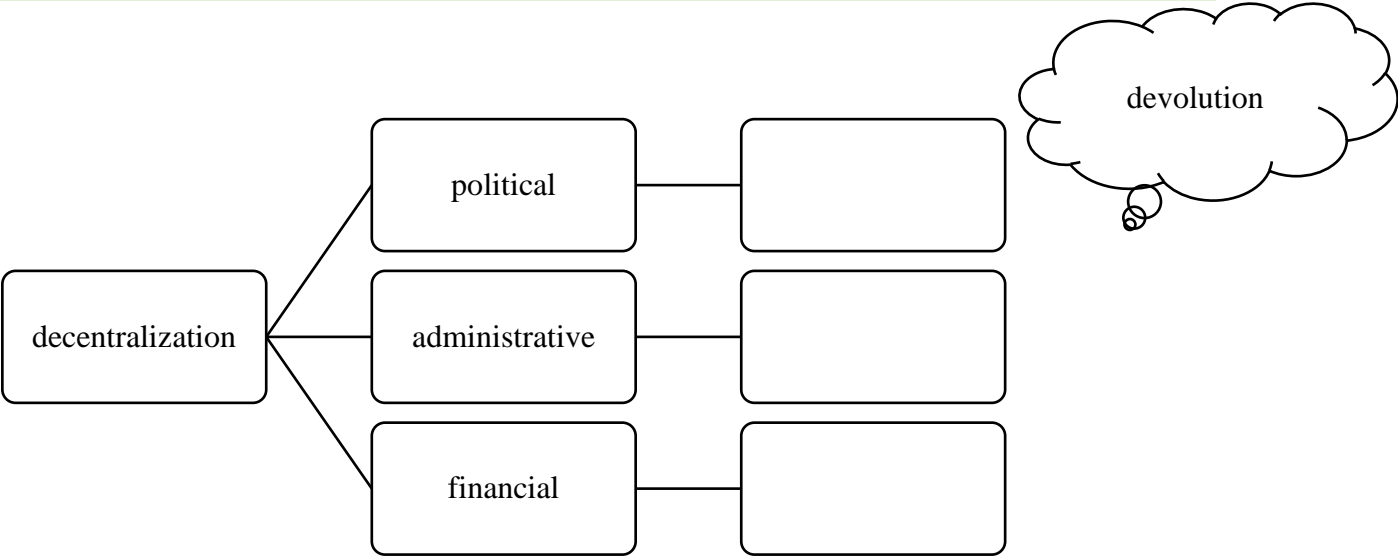 devolution
political
decentralization
administrative
financial